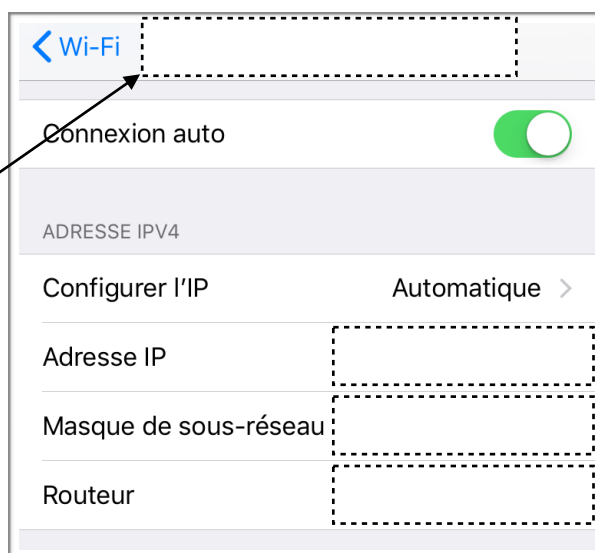 Wi-Fi
Connexion auto
ADRESSE IPV4
Configurer l'IP Automatique
Adresse IP
Masque de sous-réseau
Routeur